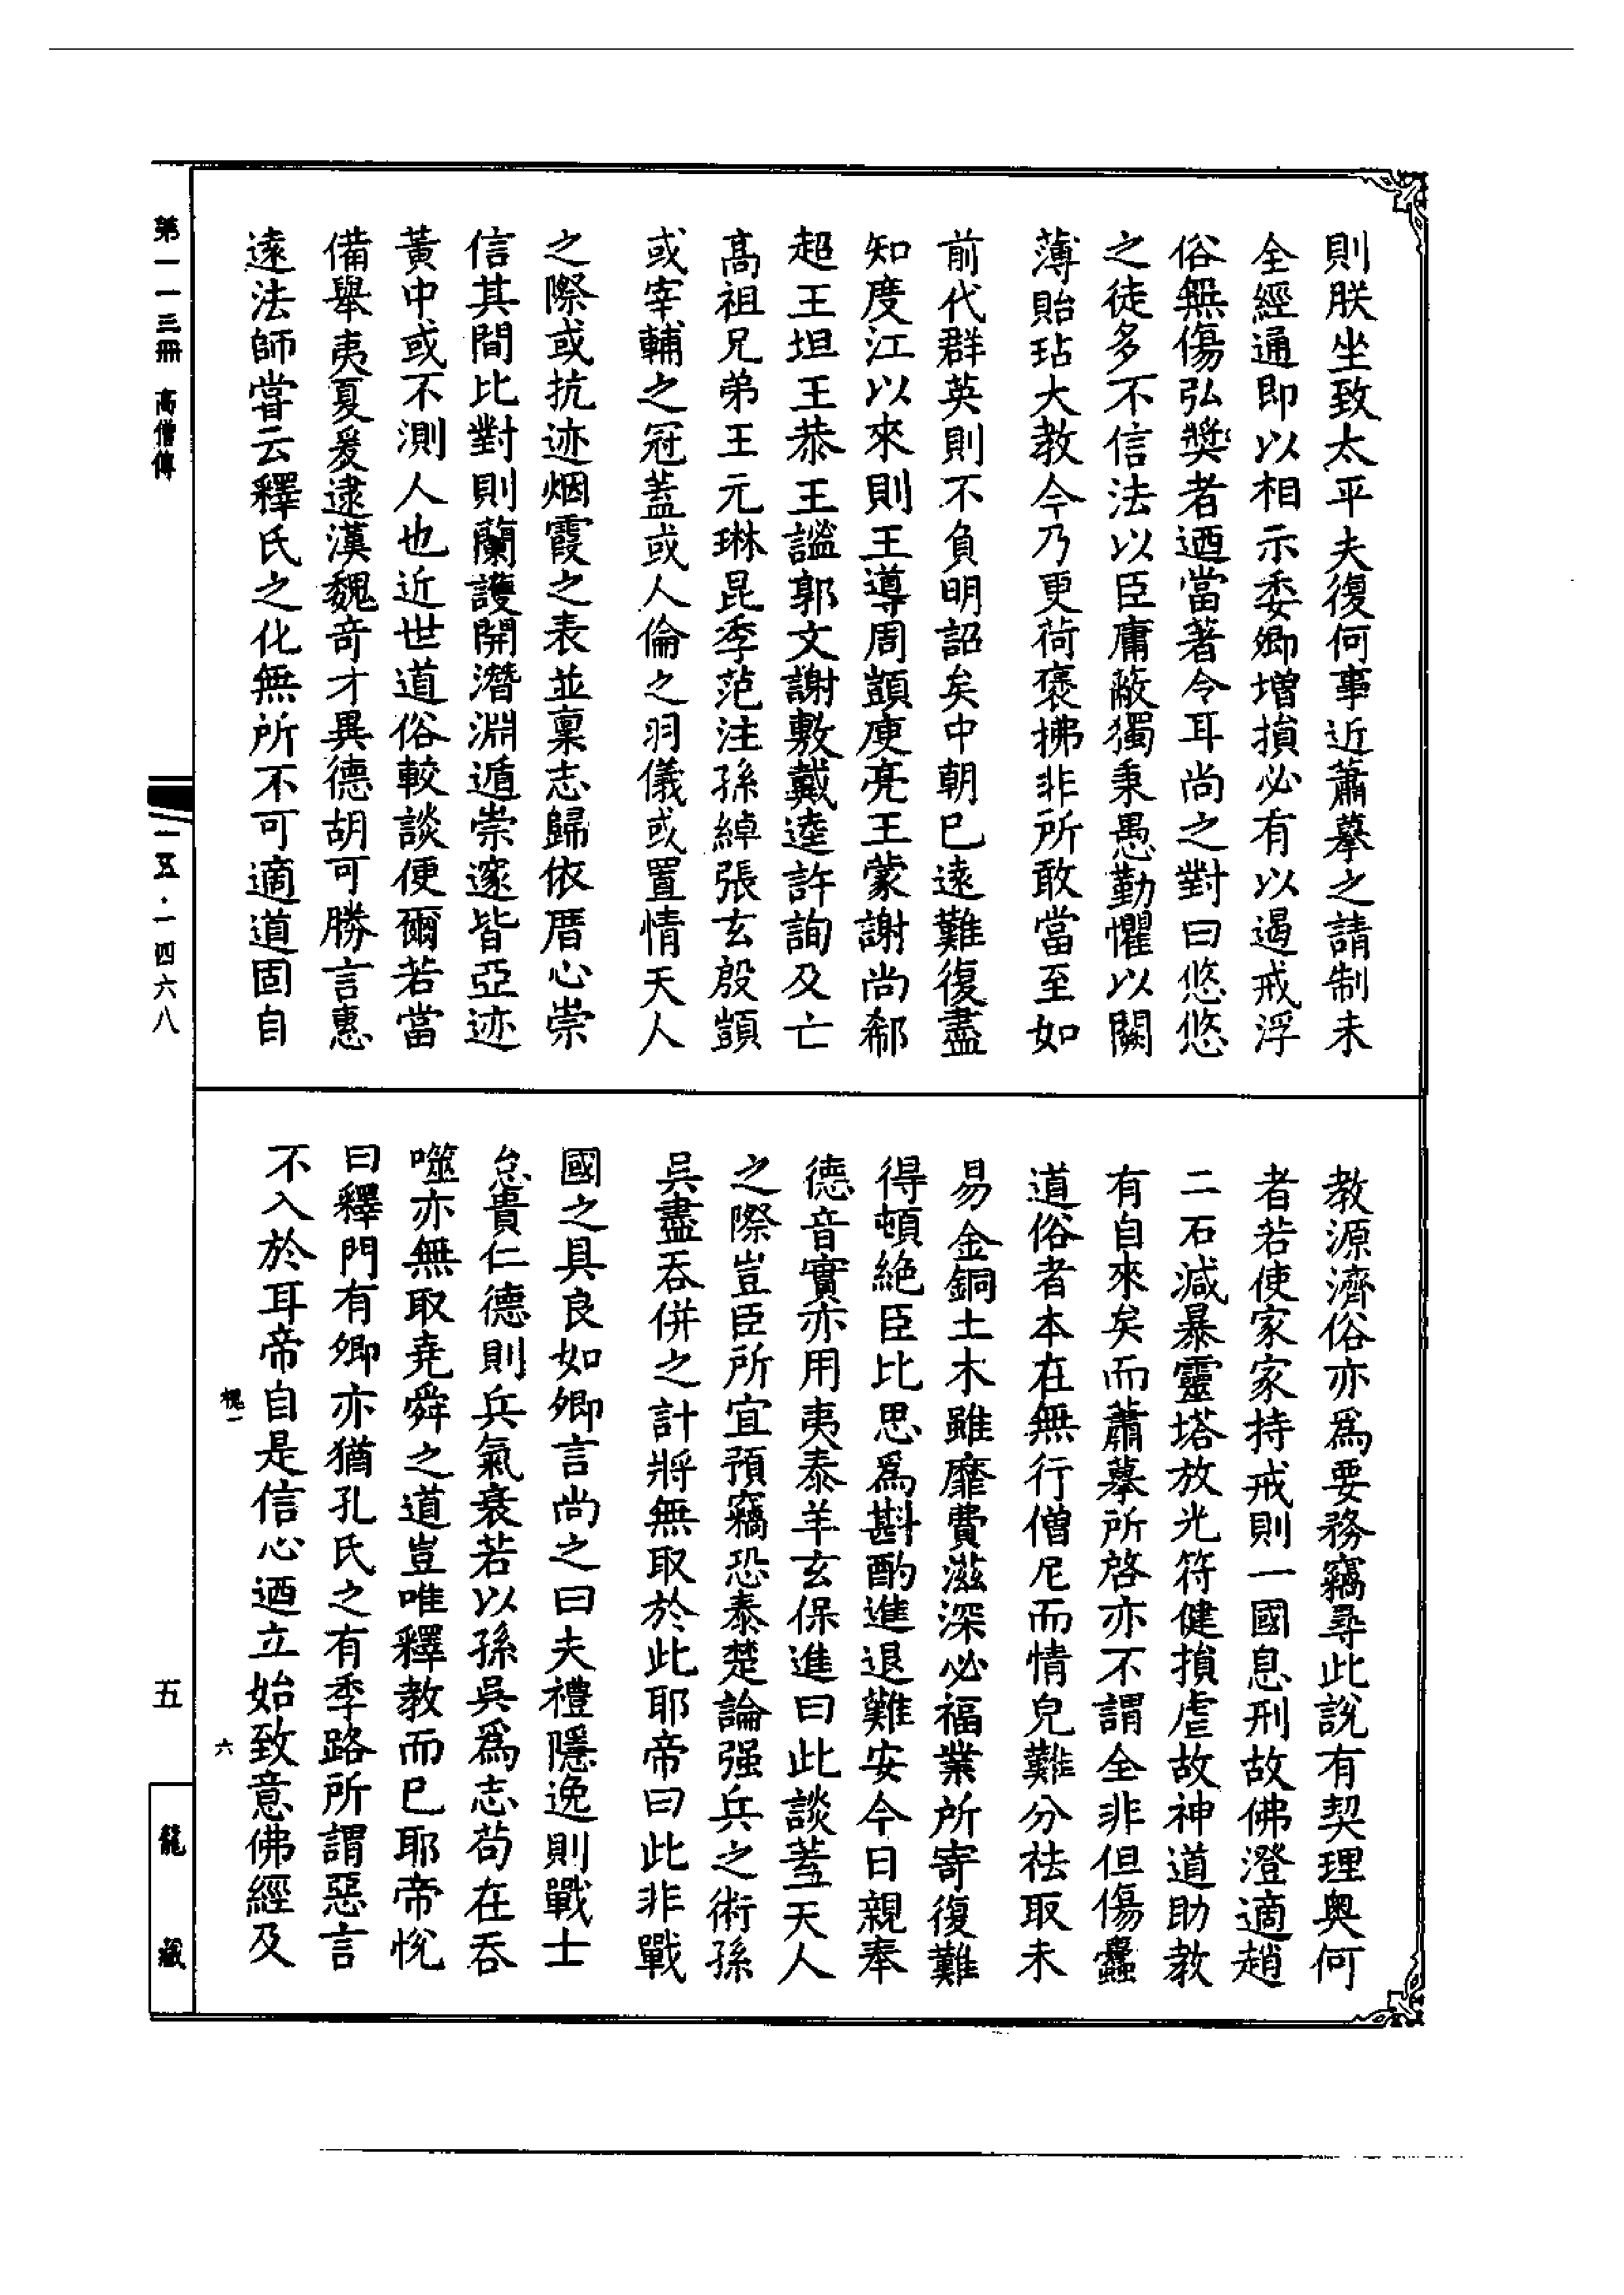 則朕坐致太平夫復何事近蕭摹之請制未
全經通即以相示委卿增損必有以遏戒浮
俗無傷弘獎者迺當著令耳尚之對曰悠悠
之徒多不信法以臣庸蔽獨秉愚勤懼以闕
薄貽玷大教今乃更荷褒拂非所敢當至如
前代群英則不負明詔矣中朝已遠難復盡
知度江以來則王導周顗庾亮王蒙謝尚郗
超王坦王恭王謐郭文謝敷戴逵許詢及亡
高祖兄弟王元琳昆季范汪孫綽張玄殷顗
或宰輔之冠蓋或人倫之羽儀或置情天人
之際或抗迹烟霞之表並稟志歸依厝心崇
信其間比對則蘭護開潛淵遁崇邃皆亞迹
黃中或不測人也近世道俗較談便爾若當
備舉夷夏爰逮漢魏奇才異德胡可勝言惠
遠法師嘗云釋氏之化無所不可適道固自
教源濟俗亦為要務竊尋此說有契理奧何
者若使家家持戒則一國息刑故佛澄適趙
二石減暴靈塔放光符健損虐故神道助教
有自來矣而蕭摹所啓亦不謂全非但傷蠹
道俗者本在無行僧尼而情皃難分祛取未
易金銅土木雖靡費滋深必福業所寄復難
得頓絕臣比思為斟酌進退難安今日親奉
德音實亦用夷泰羊玄保進曰此談蓋天人
之際豈臣所宜預竊恐秦楚論强兵之術孫
吳盡吞併之計將無取於此耶帝曰此非戰
國之具良如卿言尚之曰夫禮隱逸則戰士
怠貴仁德則兵氣衰若以孫吳為志苟在吞
噬亦無取堯舜之道豈唯釋教而已耶帝悅
曰釋門有卿亦猶孔氏之有季路所謂惡言
不入於耳帝自是信心迺立始致意佛經及
槐一
六
第一一三冊 高僧傳
一五·一四六八
五
龍藏